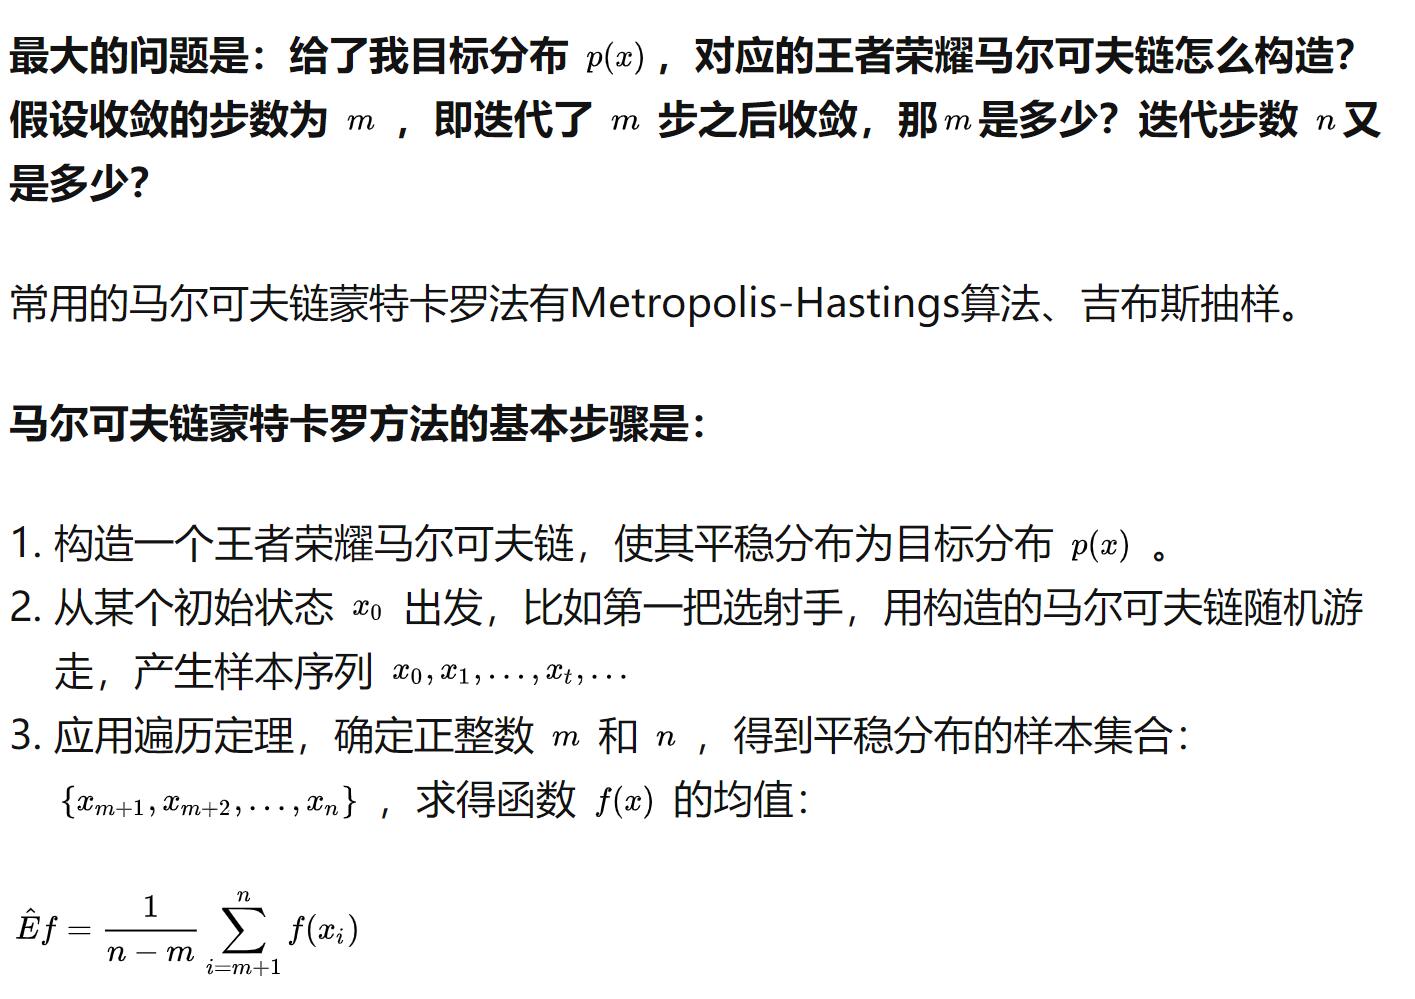 最大的问题是：给了我目标分布 p(x) ，对应的王者荣耀马尔可夫链怎么构造？
假设收敛的步数为 m ，即迭代了 m 步之后收敛，那 m 是多少？迭代步数 n 又
是多少？
常用的马尔可夫链蒙特卡罗法有Metropolis-Hastings算法、吉布斯抽样。
马尔可夫链蒙特卡罗方法的基本步骤是：
1. 构造一个王者荣耀马尔可夫链，使其平稳分布为目标分布 p(x) 。
2. 从某个初始状态 x₀ 出发，比如第一把选射手，用构造的马尔可夫链随机游
走，产生样本序列 x₀, x₁, …, xₜ, …
3. 应用遍历定理，确定正整数 m 和 n ，得到平稳分布的样本集合：
{x_{m+1}, x_{m+2}, …, x_n} ，求得函数 f(x) 的均值：
Êf = \frac{1}{n − m} \sum_{i=m+1}^{n} f(x_i)